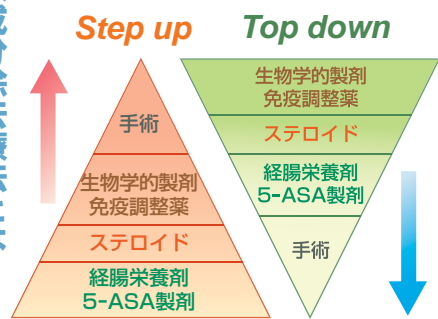 Step up
手術
生物学的製剤
免疫調整薬
ステロイド
経腸栄養剤
5-ASA製剤
Top down
生物学的製剤
免疫調整薬
ステロイド
経腸栄養剤
5-ASA製剤
手術